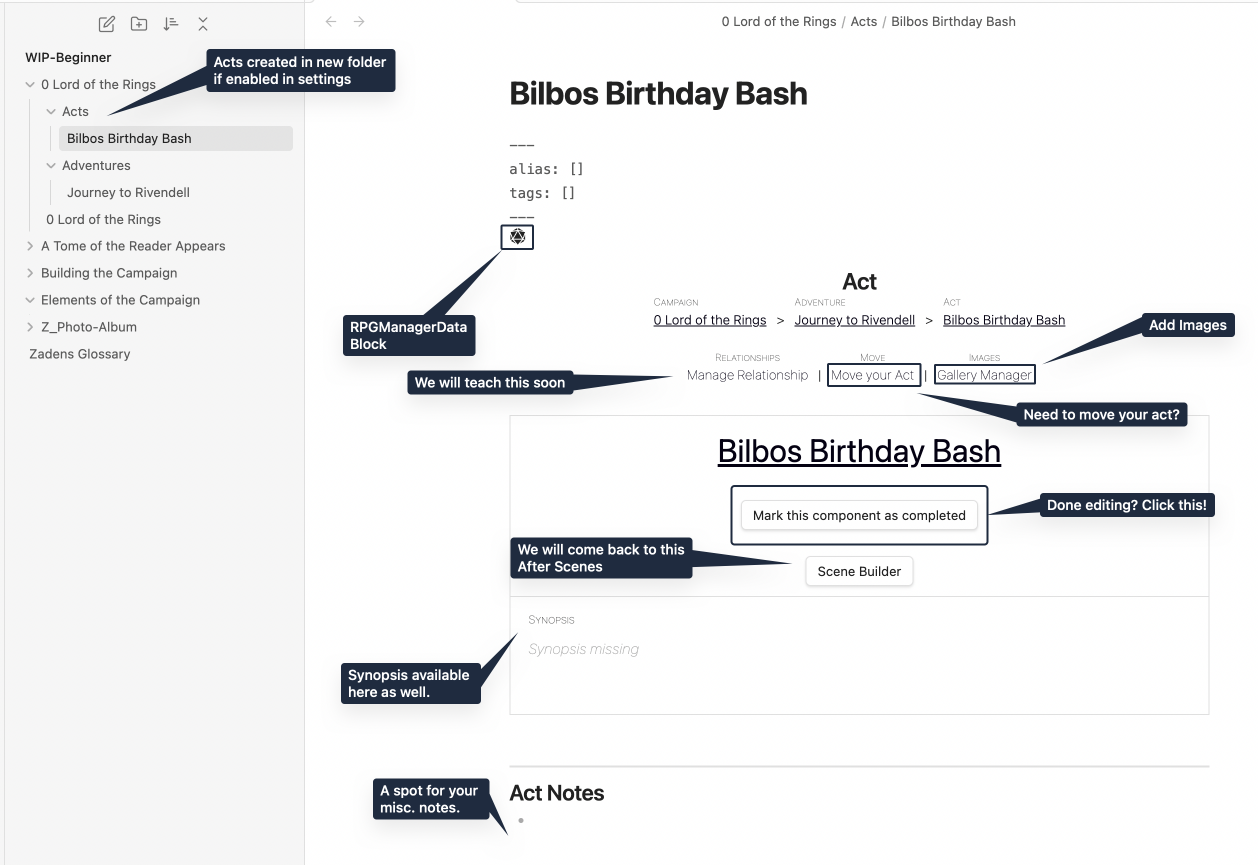 0 Lord of the Rings / Acts / Bilbos Birthday Bash
WIP-Beginner
Acts created in new folder
if enabled in settings
0 Lord of the Rings
Acts
Bilbos Birthday Bash
Adventures
Journey to Rivendell
0 Lord of the Rings
A Tome of the Reader Appears
Building the Campaign
Elements of the Campaign
Z_Photo-Album
Zadens Glossary
Bilbos Birthday Bash
---
alias: []
tags: []
---
RPGManagerData
Block
Act
Campaign Adventure Act
0 Lord of the Rings > Journey to Rivendell > Bilbos Birthday Bash
Add Images
Relationships Move Images
Manage Relationship | Move your Act | Gallery Manager
We will teach this soon
Need to move your act?
Bilbos Birthday Bash
Mark this component as completed
Done editing? Click this!
We will come back to this
After Scenes
Scene Builder
Synopsis
Synopsis missing
Synopsis available
here as well.
A spot for your
misc. notes.
Act Notes